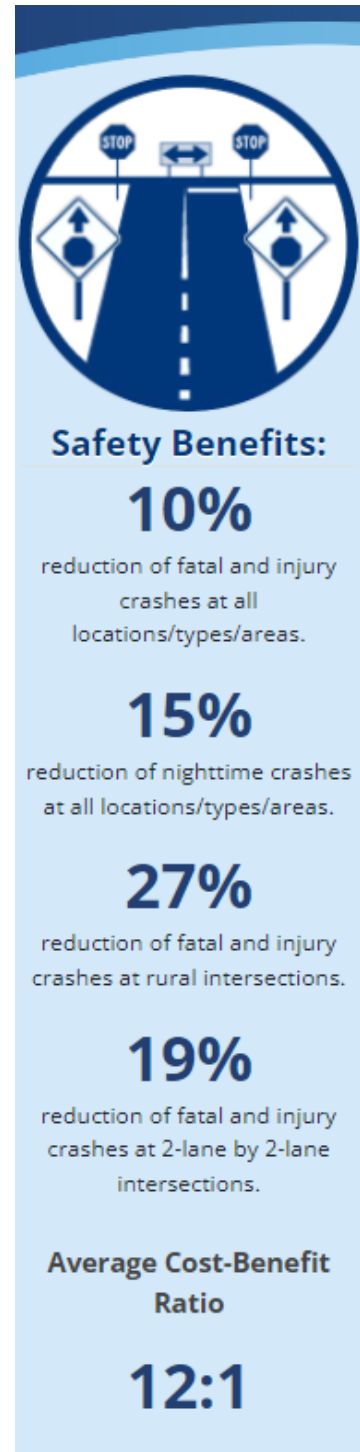 STOP STOP
Safety Benefits:
10%
reduction of fatal and injury
crashes at all
locations/types/areas.
15%
reduction of nighttime crashes
at all locations/types/areas.
27%
reduction of fatal and injury
crashes at rural intersections.
19%
reduction of fatal and injury
crashes at 2-lane by 2-lane
intersections.
Average Cost-Benefit
Ratio
12:1